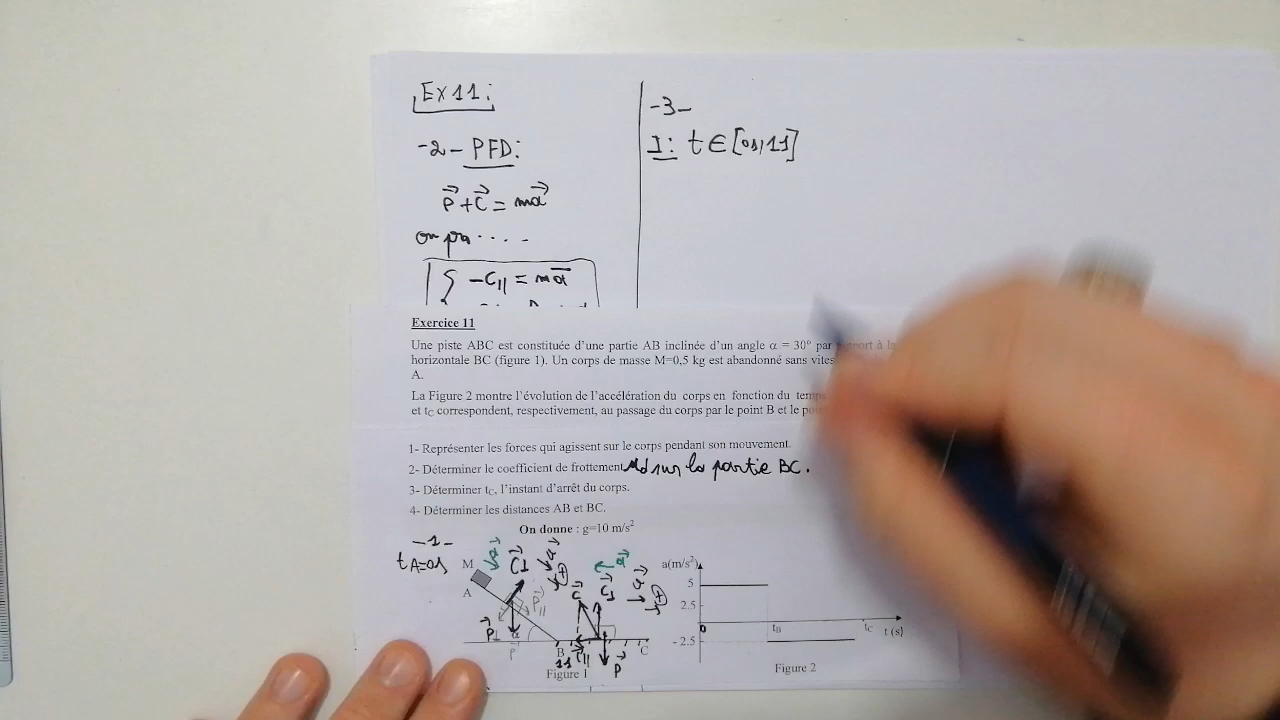 Ex 11:
-2- PFD:
P + C = ma
on pro....
-C|| = ma
-3-
I: t ∈ [0s, 1s]
Exercice 11
Une piste ABC est constituée d'une partie AB inclinée d'un angle α = 30° par rapport à la
horizontale BC (figure 1). Un corps de masse M=0,5 kg est abandonné sans
A.
La Figure 2 montre l'évolution de l'accélération du corps en fonction du
et tC correspondent, respectivement, au passage du corps par le point B et le
1- Représenter les forces qui agissent sur le corps pendant son mouvement.
2- Déterminer le coefficient de frottement μd sur la partie BC.
3- Déterminer tC, l'instant d'arrêt du corps.
4- Déterminer les distances AB et BC.
On donne : g=10 m/s²
-1-
tA=0s
M
A
C⊥
P||
P⊥
α
P
B
1s
C
C⊥
C||
P
C
Figure 1
a(m/s²)
5
2.5
0
- 2.5
tB
tC
t (s)
Figure 2